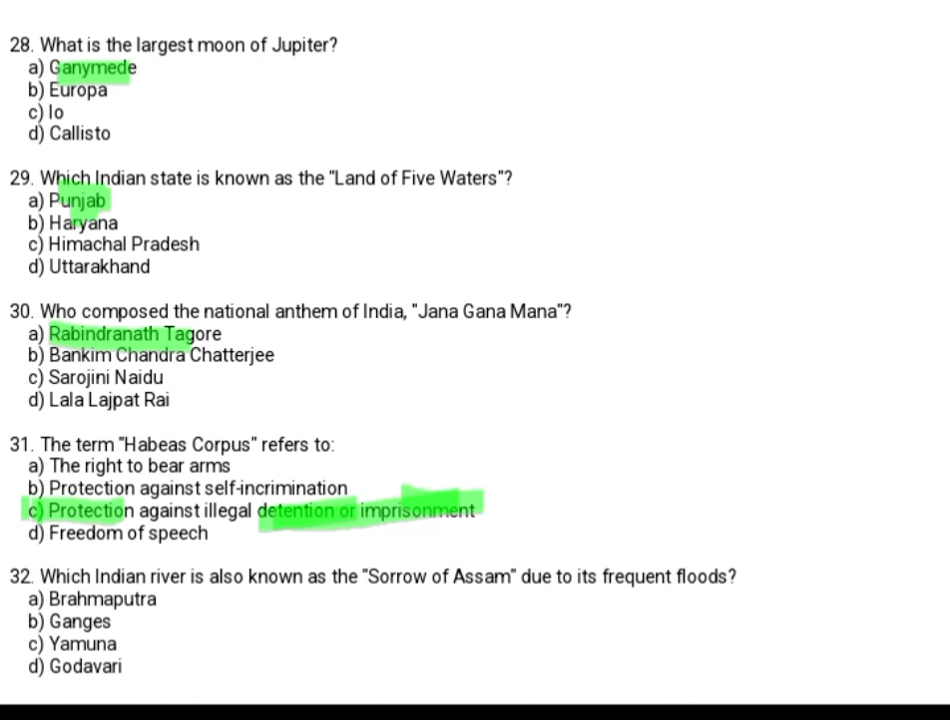 28. What is the largest moon of Jupiter?
a) Ganymede
b) Europa
c) Io
d) Callisto
29. Which Indian state is known as the "Land of Five Waters"?
a) Punjab
b) Haryana
c) Himachal Pradesh
d) Uttarakhand
30. Who composed the national anthem of India, "Jana Gana Mana"?
a) Rabindranath Tagore
b) Bankim Chandra Chatterjee
c) Sarojini Naidu
d) Lala Lajpat Rai
31. The term "Habeas Corpus" refers to:
a) The right to bear arms
b) Protection against self-incrimination
c) Protection against illegal detention or imprisonment
d) Freedom of speech
32. Which Indian river is also known as the "Sorrow of Assam" due to its frequent floods?
a) Brahmaputra
b) Ganges
c) Yamuna
d) Godavari